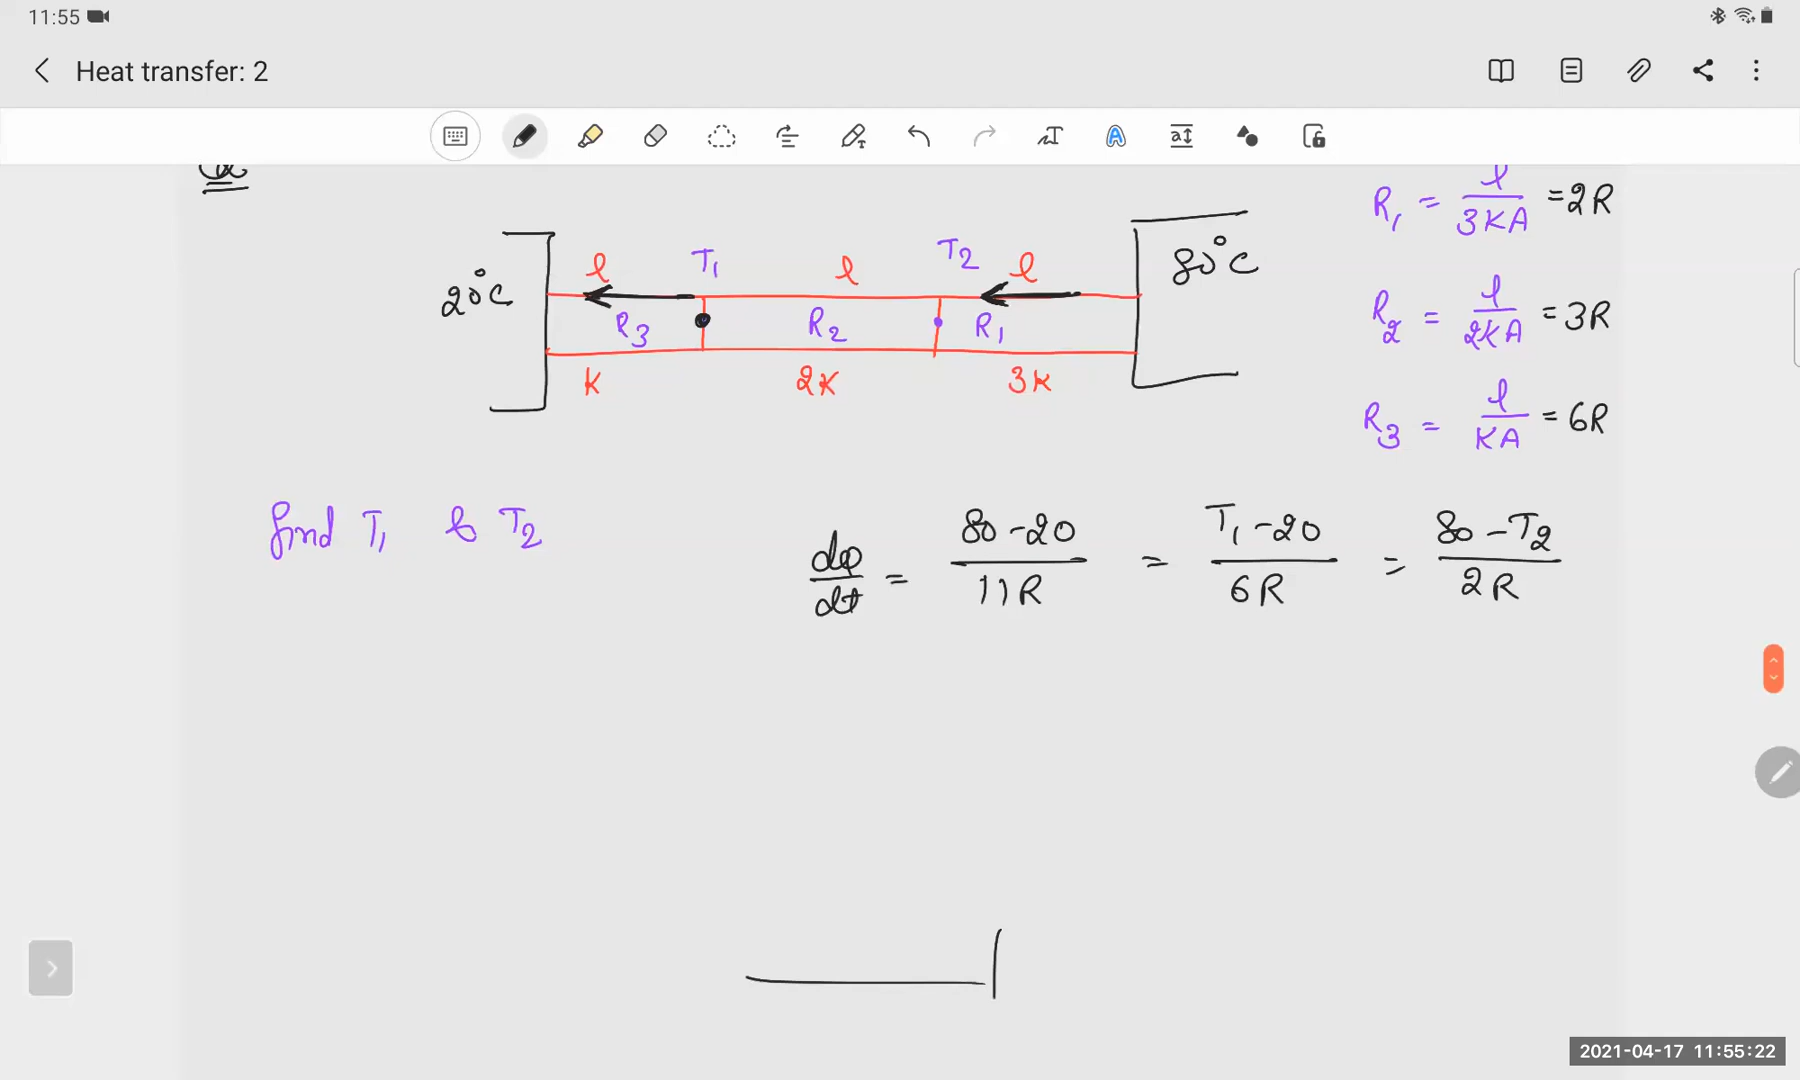 11:55
Heat transfer: 2
R₁ = l/3KA = 2R
20°C l T₁ l T₂ l 80°C
R₃ R₂ R₁
K 2K 3K
R₂ = l/2KA = 3R
R₃ = l/KA = 6R
find T₁ & T₂
dφ/dt = 80-20/11R = T₁-20/6R = 80-T₂/2R
2021-04-17 11:55:22